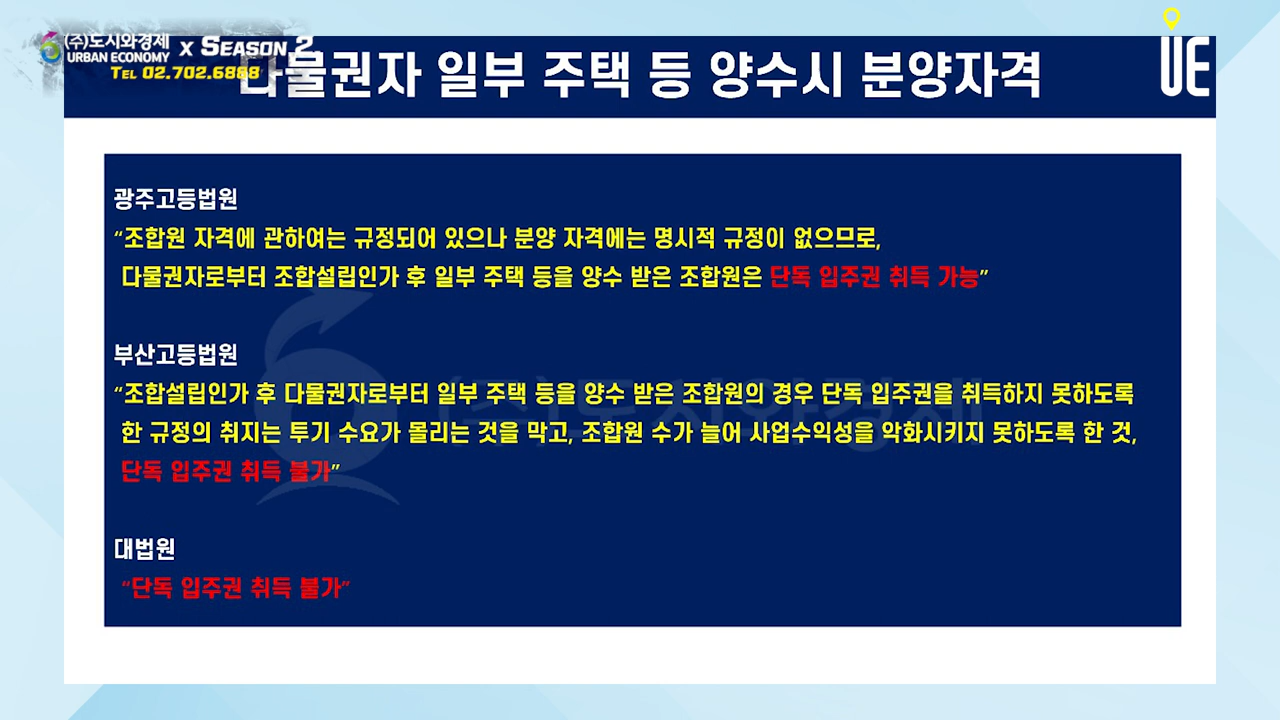 (주)도시와경제 x SEASON 2
URBAN ECONOMY
TEL 02.702.6888
UE
다물권자 일부 주택 등 양수시 분양자격
광주고등법원
“조합원 자격에 관하여는 규정되어 있으나 분양 자격에는 명시적 규정이 없으므로,
다물권자로부터 조합설립인가 후 일부 주택 등을 양수 받은 조합원은 단독 입주권 취득 가능”
부산고등법원
“조합설립인가 후 다물권자로부터 일부 주택 등을 양수 받은 조합원의 경우 단독 입주권을 취득하지 못하도록
한 규정의 취지는 투기 수요가 몰리는 것을 막고, 조합원 수가 늘어 사업수익성을 악화시키지 못하도록 한 것,
단독 입주권 취득 불가”
(주)도시와경제
대법원
“단독 입주권 취득 불가”